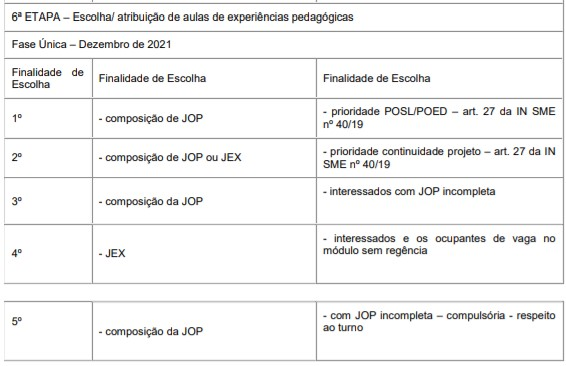 6ª ETAPA – Escolha/ atribuição de aulas de experiências pedagógicas
Fase Única – Dezembro de 2021
Finalidade de Escolha
Finalidade de Escolha
Finalidade de Escolha
1º
- composição de JOP
- prioridade POSL/POED – art. 27 da IN SME
nº 40/19
2º
- composição de JOP ou JEX
- prioridade continuidade projeto – art. 27 da IN
SME nº 40/19
3º
- composição da JOP
- interessados com JOP incompleta
4º
- JEX
- interessados e os ocupantes de vaga no
módulo sem regência
5º
- composição da JOP
- com JOP incompleta – compulsória - respeito
ao turno